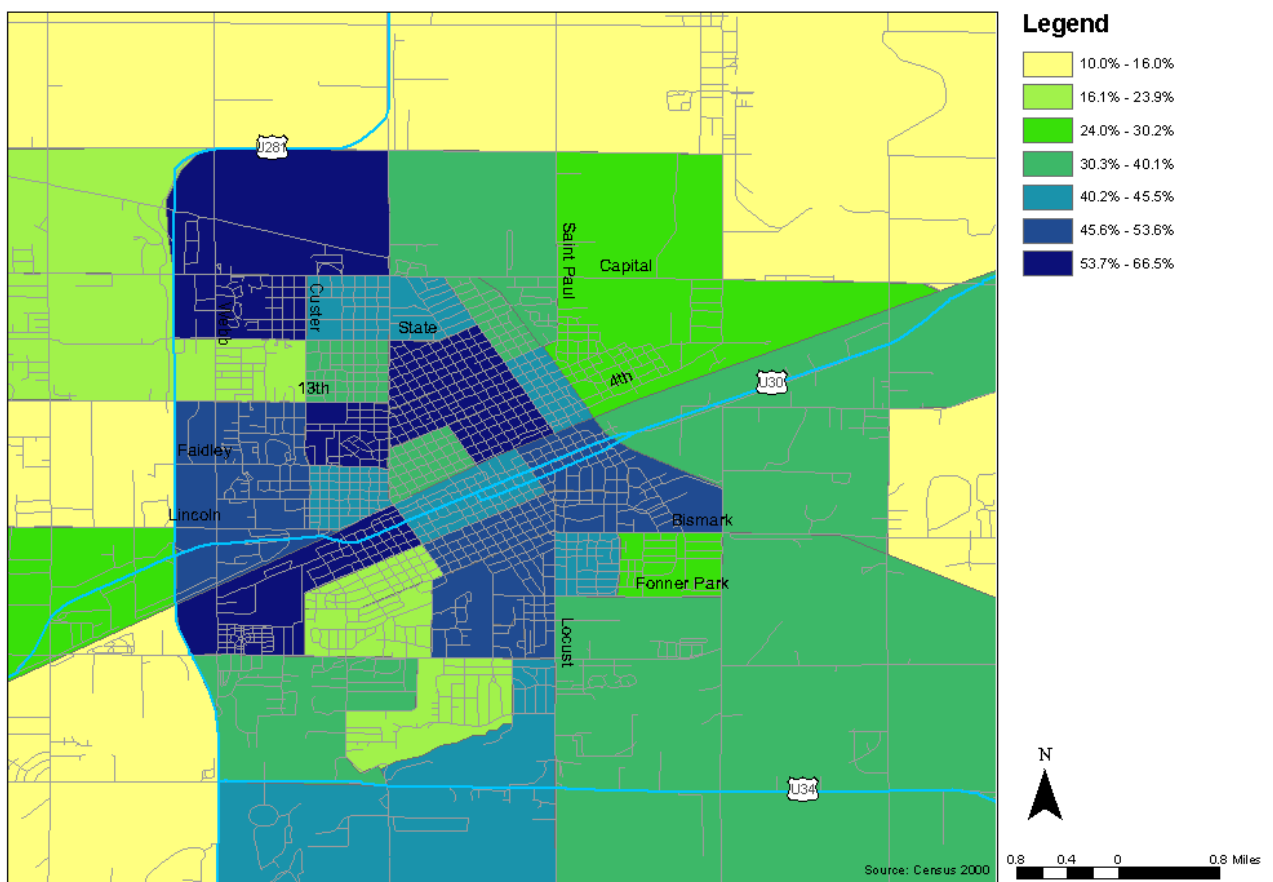 Legend
10.0% - 16.0%
16.1% - 23.9%
24.0% - 30.2%
30.3% - 40.1%
40.2% - 45.5%
45.6% - 53.6%
53.7% - 66.5%
U281
Saint Paul
Capital
Custer
Webb
State
13th
4th
U30
Faidley
Lincoln
Bismark
Fonner Park
Locust
U34
N
Source: Census 2000
0.8 0.4 0 0.8 Miles